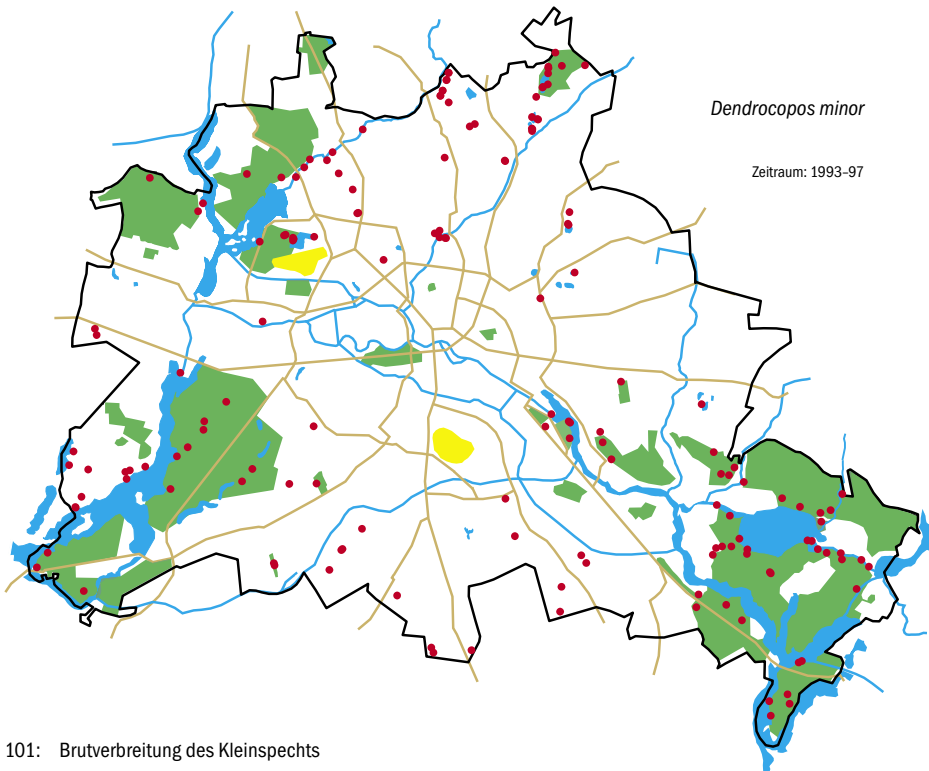 Dendrocopos minor
Zeitraum: 1993-97
101: Brutverbreitung des Kleinspechts